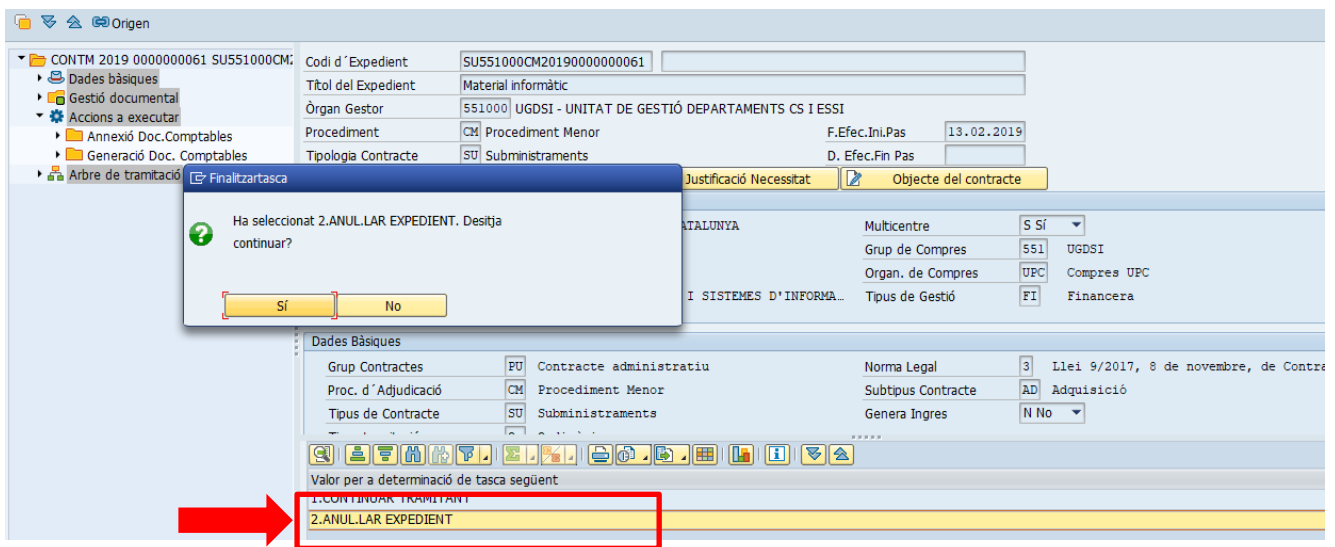 Origen
CONTM 2019 0000000061 SU551000CM2
Dades bàsiques
Gestió documental
Accions a executar
Annexió Doc.Comptables
Generació Doc. Comptables
Arbre de tramitació
Codi d´Expedient SU551000CM20190000000061
Títol del Expedient Material informàtic
Òrgan Gestor 551000 UGDSI - UNITAT DE GESTIÓ DEPARTAMENTS CS I ESSI
Procediment CM Procediment Menor F.Efec.Ini.Pas 13.02.2019
Tipologia Contracte SU Subministraments D. Efec.Fin Pas
Justificació Necessitat Objecte del contracte
Finalitzartasca
Ha seleccionat 2.ANUL.LAR EXPEDIENT. Desitja
continuar?
Sí No
ATALUNYA Multicentre S Sí
Grup de Compres 551 UGDSI
Organ. de Compres UPC Compres UPC
I SISTEMES D'INFORMA… Tipus de Gestió FI Financera
Dades Bàsiques
Grup Contractes PU Contracte administratiu Norma Legal 3 Llei 9/2017, 8 de novembre, de Contra
Proc. d´Adjudicació CM Procediment Menor Subtipus Contracte AD Adquisició
Tipus de Contracte SU Subministraments Genera Ingres N No
Valor per a determinació de tasca següent
1.CONTINUAR TRAMITANT
2.ANUL.LAR EXPEDIENT